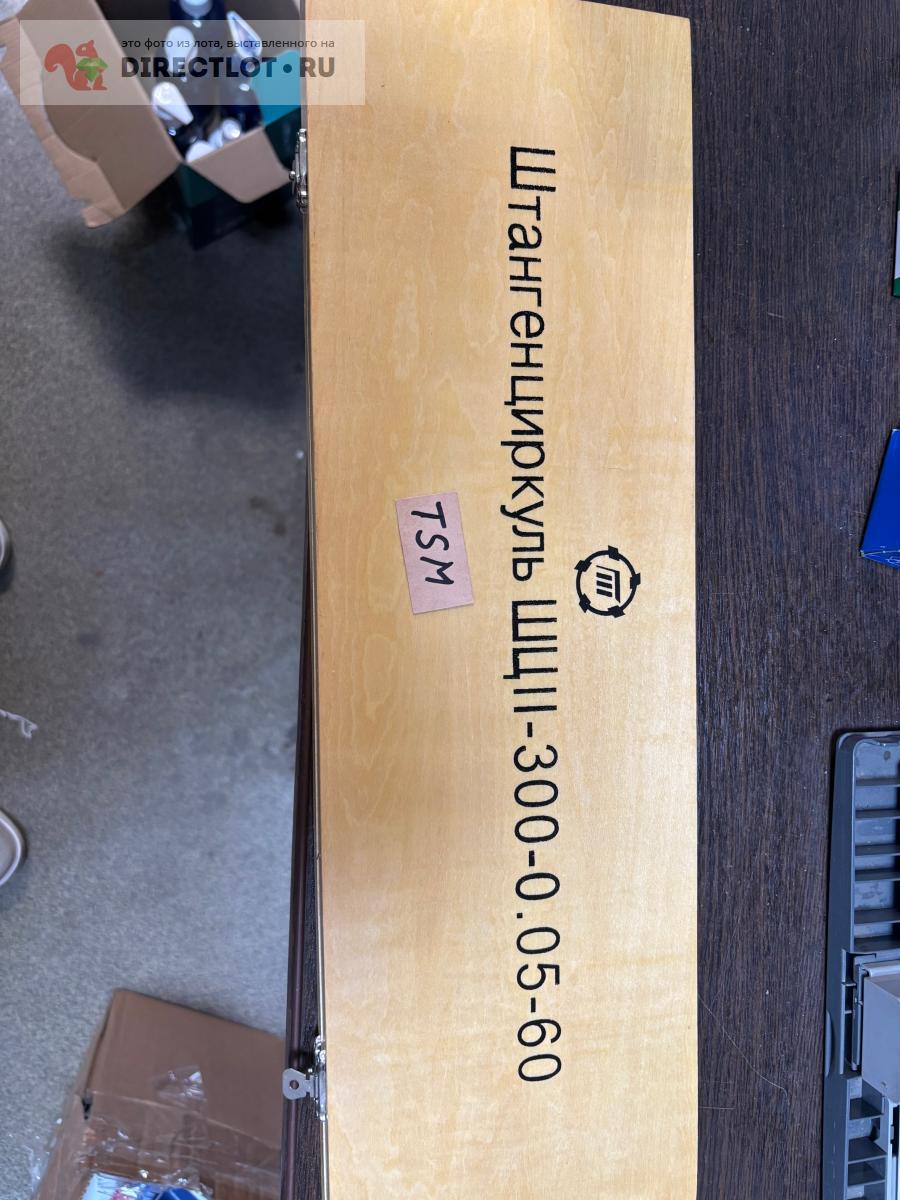 это фото из лота, выставленного на
DIRECTLOT•RU
Штангенциркуль ШЦII-300-0.05-60
TSM